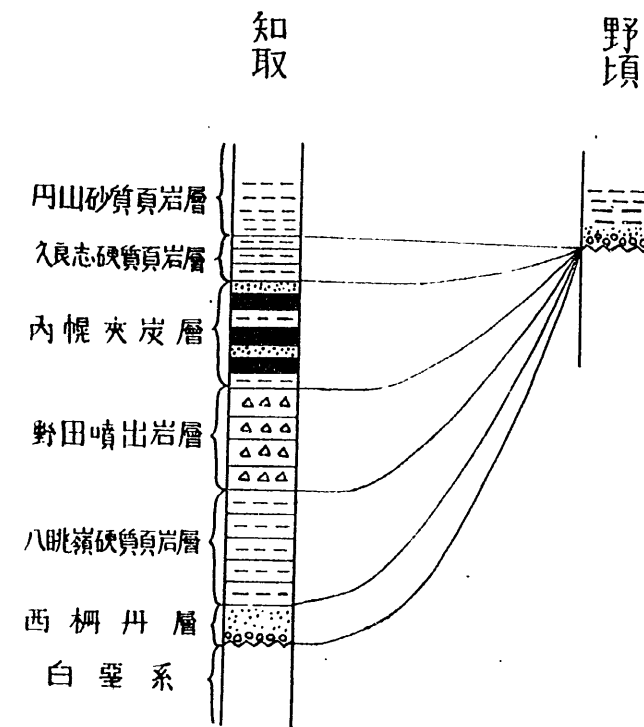 知取
野頃
円山砂質頁岩層
久良志硬質頁岩層
内幌夾炭層
野田噴出岩層
八眺嶺硬質頁岩層
西柵丹層
白堊系